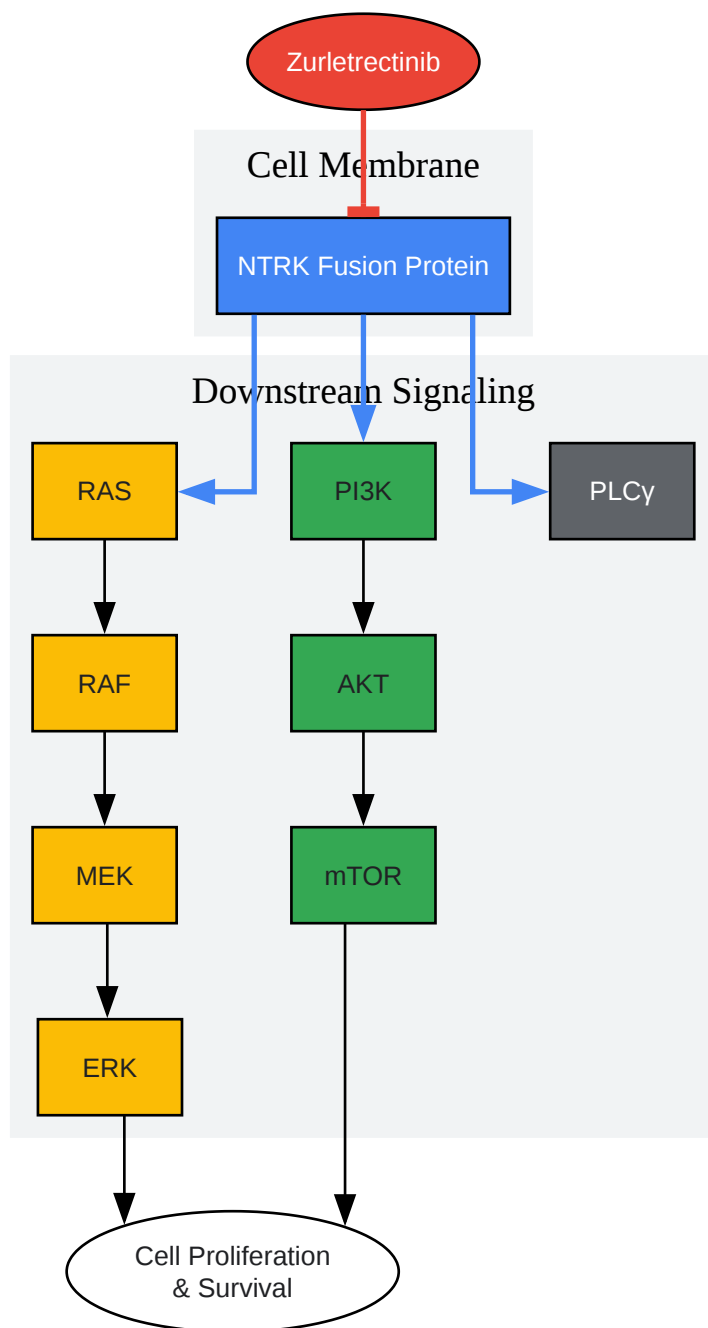 Zurletrectinib
Cell Membrane
NTRK Fusion Protein
Downstream Signaling
RAS
PI3K
PLCγ
RAF
AKT
MEK
mTOR
ERK
Cell Proliferation
& Survival